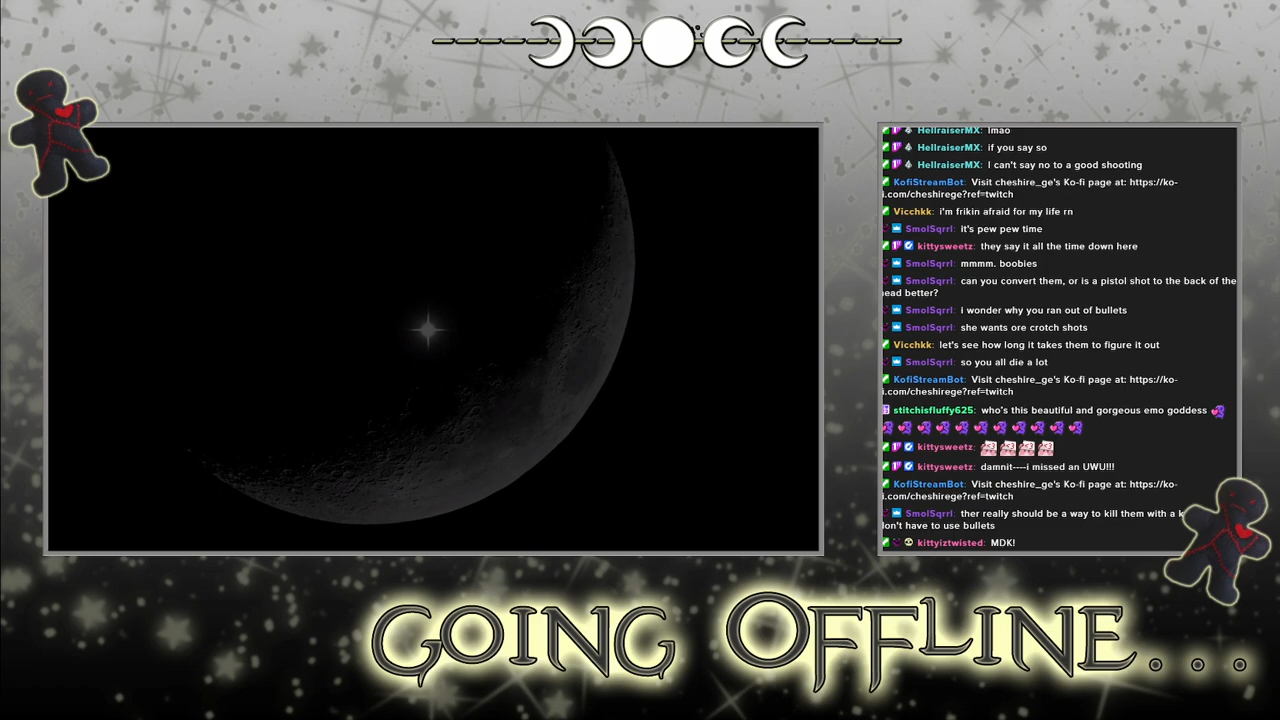 HellraiserMX: lmao
HellraiserMX: if you say so
HellraiserMX: I can't say no to a good shooting
KofiStreamBot: Visit cheshire_ge's Ko-fi page at: https://ko-
i.com/cheshirege?ref=twitch
Vicchkk: i'm frikin afraid for my life rn
SmolSqrrl: it's pew pew time
kittysweetz: they say it all the time down here
SmolSqrrl: mmmm. boobies
SmolSqrrl: can you convert them, or is a pistol shot to the back of the
ead better?
SmolSqrrl: I wonder why you ran out of bullets
SmolSqrrl: she wants ore crotch shots
Vicchkk: let's see how long it takes them to figure it out
SmolSqrrl: so you all die a lot
KofiStreamBot: Visit cheshire_ge's Ko-fi page at: https://ko-
i.com/cheshirege?ref=twitch
stitchisfluffy625: who's this beautiful and gorgeous emo goddess
kittysweetz:
kittysweetz: damnit----i missed an UWU!!!
KofiStreamBot: Visit cheshire_ge's Ko-fi page at: https://ko-
i.com/cheshirege?ref=twitch
SmolSqrrl: ther really should be a way to kill them with a k
on't have to use bullets
kittyiztwisted: MDK!
GOING OFFLINE...